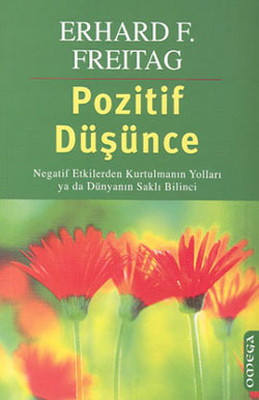 ERHARD F.
FREITAG
Pozitif
Düşünce
Negatif Etkilerden Kurtulmanın Yolları
ya da Dünyanın Saklı Bilinci
OMEGA